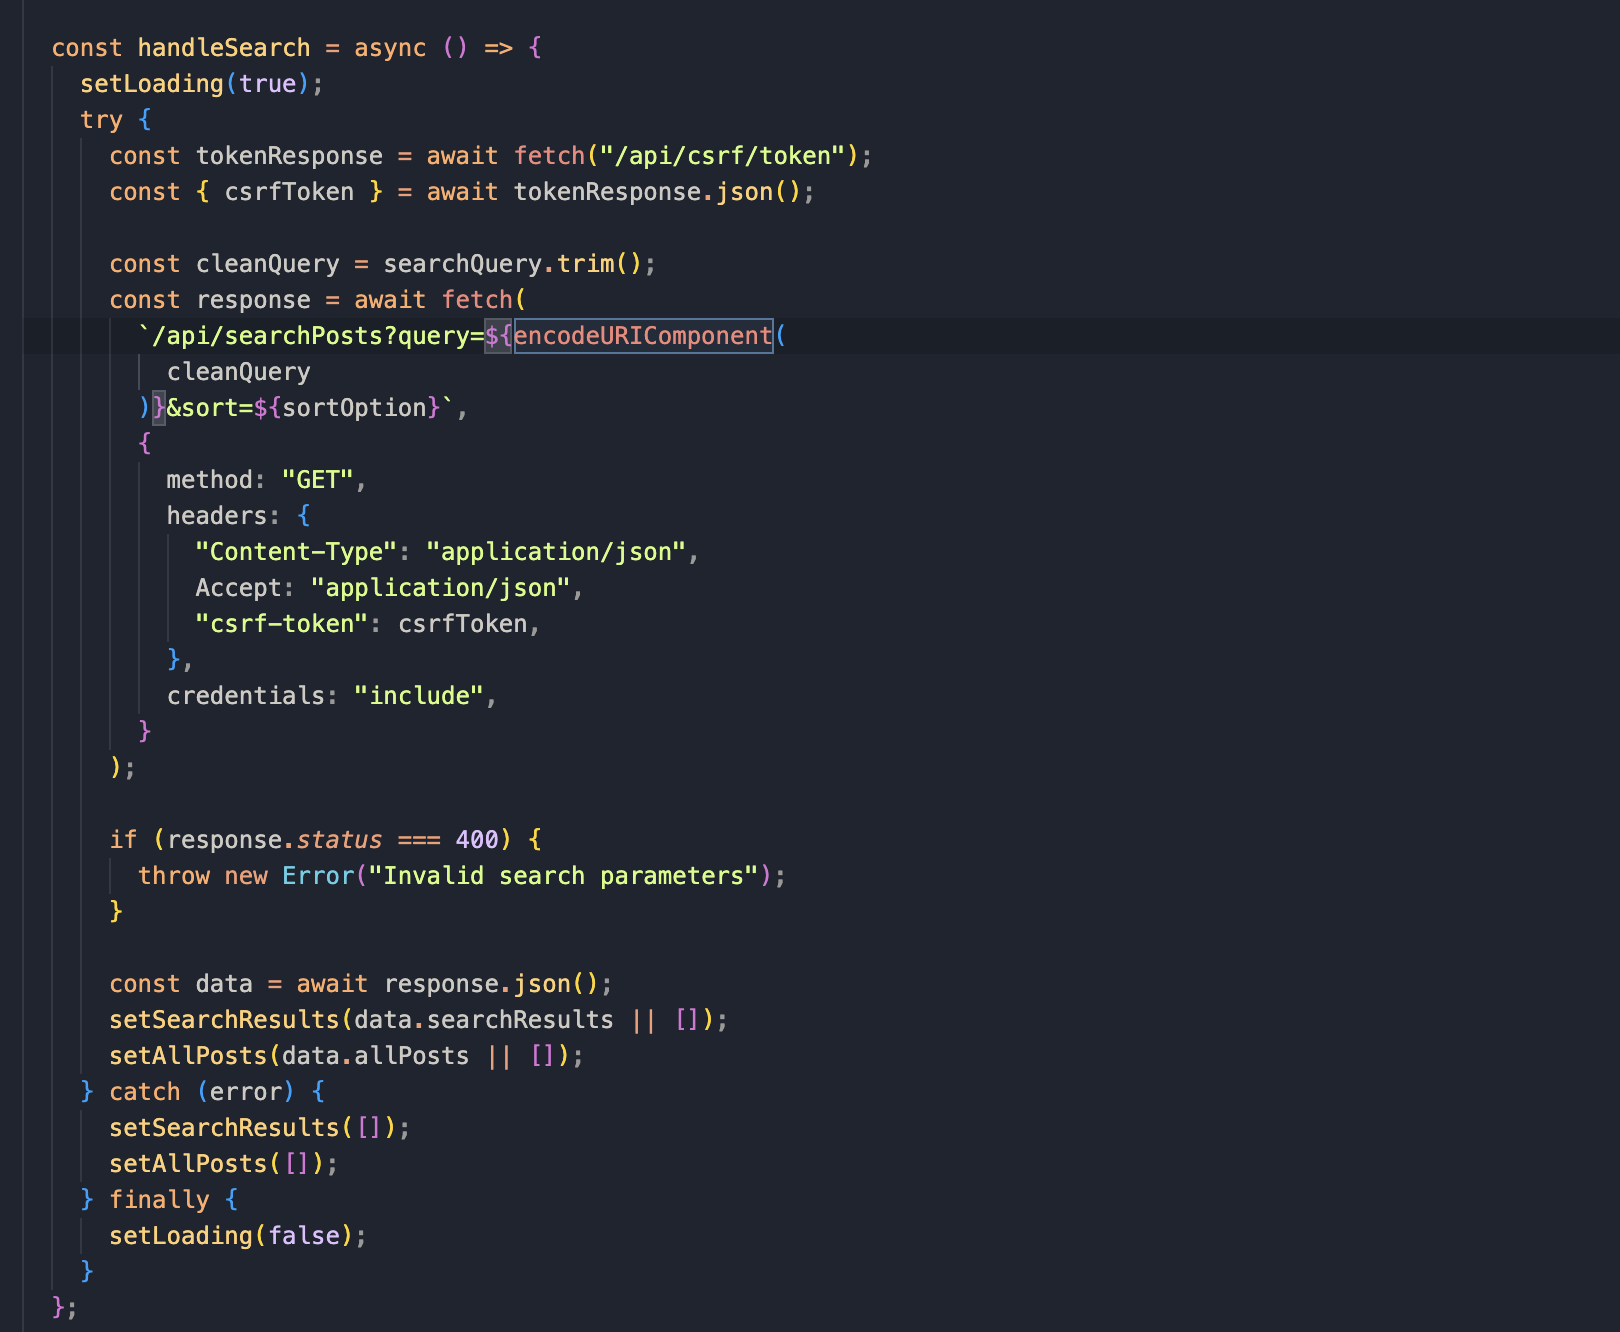 const handleSearch = async () => {
setLoading(true);
try {
const tokenResponse = await fetch("/api/csrf/token");
const { csrfToken } = await tokenResponse.json();
const cleanQuery = searchQuery.trim();
const response = await fetch(
`/api/searchPosts?query=${encodeURIComponent(
cleanQuery
)}&sort=${sortOption}`,
{
method: "GET",
headers: {
"Content-Type": "application/json",
Accept: "application/json",
"csrf-token": csrfToken,
},
credentials: "include",
}
);
if (response.status === 400) {
throw new Error("Invalid search parameters");
}
const data = await response.json();
setSearchResults(data.searchResults || []);
setAllPosts(data.allPosts || []);
} catch (error) {
setSearchResults([]);
setAllPosts([]);
} finally {
setLoading(false);
}
};